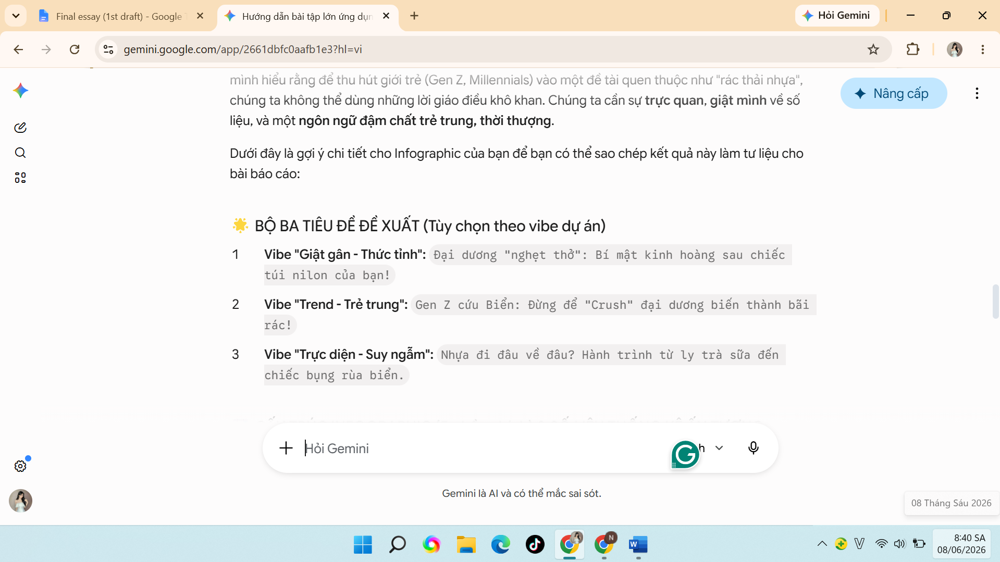 Final essay (1st draft) - Google
Hướng dẫn bài tập lớn ứng dụn
Hỏi Gemini
gemini.google.com/app/2661dbfc0aafb1e3?hl=vi
mình hiểu rằng để thu hút giới trẻ (Gen Z, Millennials) vào một đề tài quen thuộc như "rác thải nhựa",
chúng ta không thể dùng những lời giáo điều khô khan. Chúng ta cần sự trực quan, giật mình về số
liệu, và một ngôn ngữ đậm chất trẻ trung, thời thượng.
Nâng cấp
Dưới đây là gợi ý chi tiết cho Infographic của bạn để bạn có thể sao chép kết quả này làm tư liệu cho
bài báo cáo:
🌟 BỘ BA TIÊU ĐỀ ĐỀ XUẤT (Tùy chọn theo vibe dự án)
1 Vibe "Giật gân - Thức tỉnh": Đại dương "nghẹt thở": Bí mật kinh hoàng sau chiếc
túi nilon của bạn!
2 Vibe "Trend - Trẻ trung": Gen Z cứu Biển: Đừng để "Crush" đại dương biến thành bãi
rác!
3 Vibe "Trực diện - Suy ngẫm": Nhựa đi đâu về đâu? Hành trình từ ly trà sữa đến
chiếc bụng rùa biển.
Hỏi Gemini
Gemini là AI và có thể mắc sai sót.
08 Tháng Sáu 2026
8:40 SA
08/06/2026